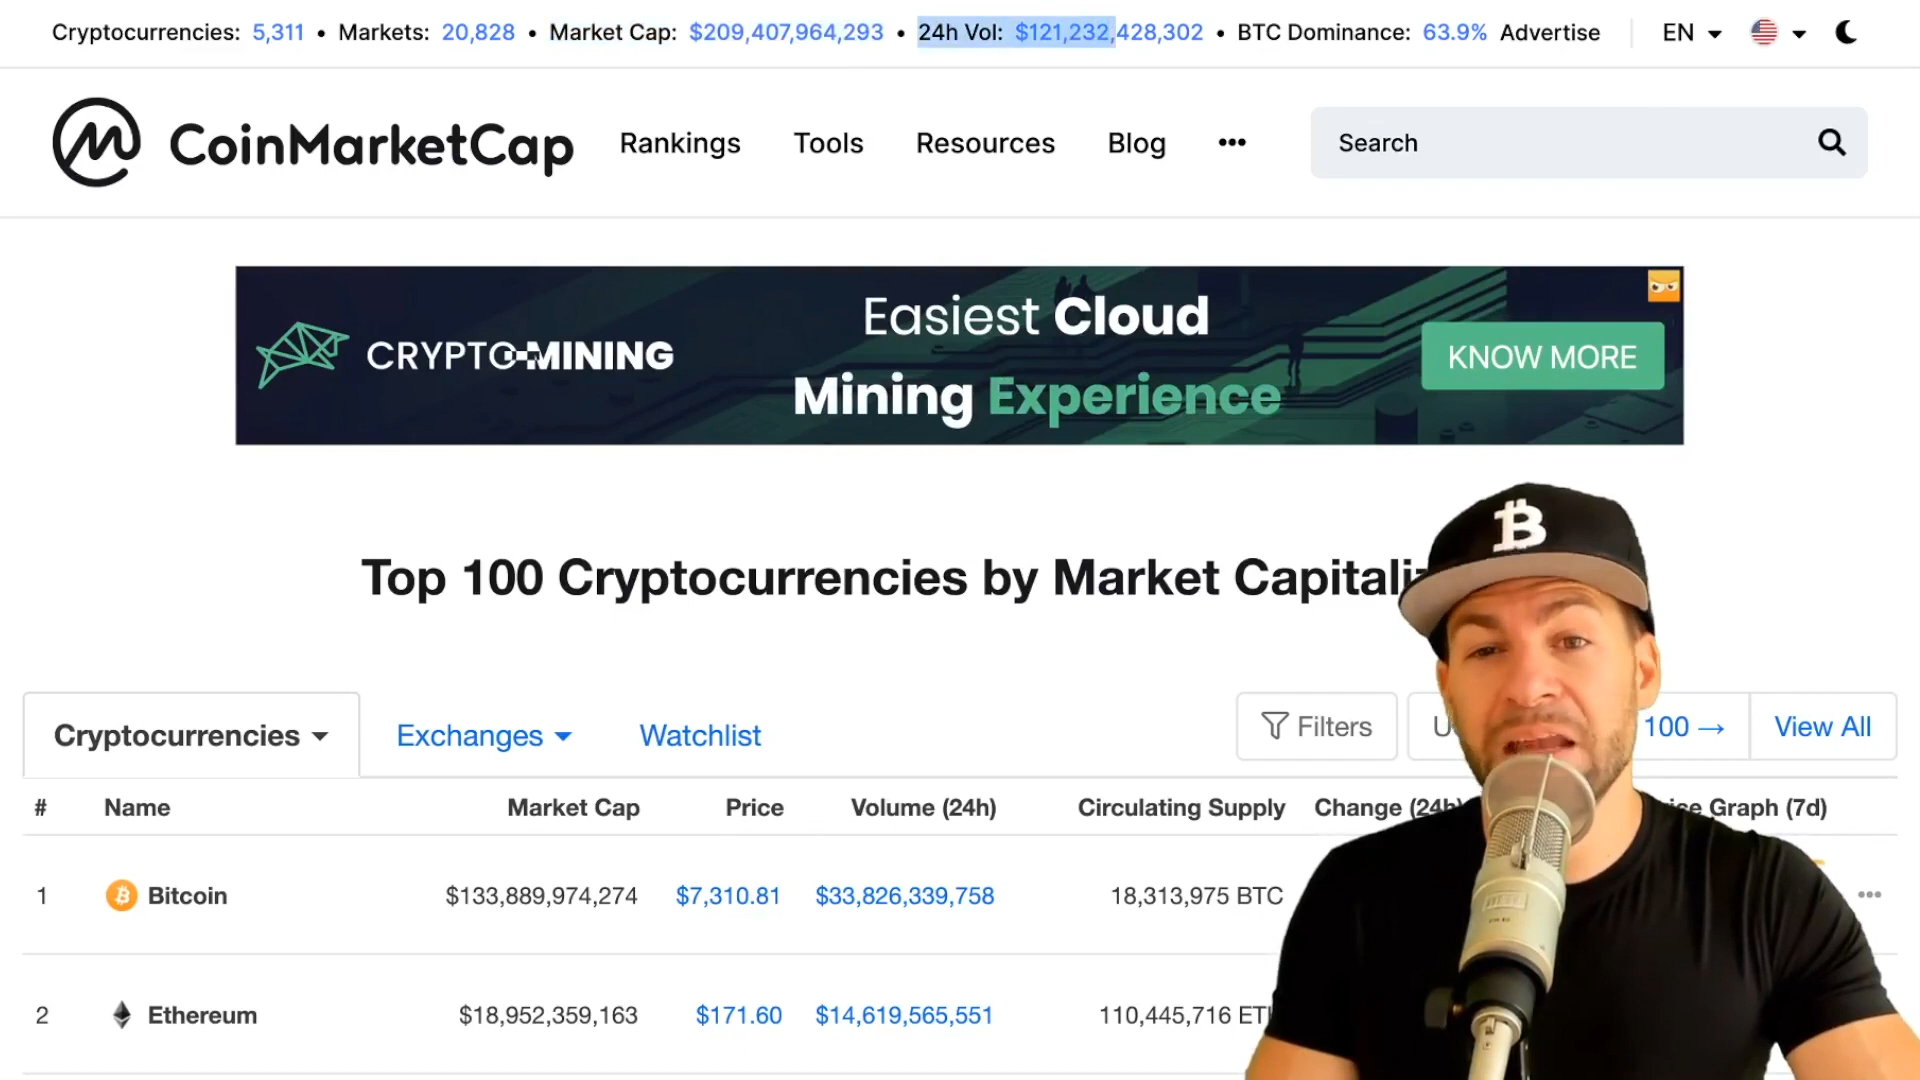 Cryptocurrencies: 5,311 • Markets: 20,828 • Market Cap: $209,407,964,293 • 24h Vol: $121,232,428,302 • BTC Dominance: 63.9% Advertise EN
CoinMarketCap Rankings Tools Resources Blog ••• Search
CRYPTO-MINING
Easiest Cloud
Mining Experience
KNOW MORE
Top 100 Cryptocurrencies by Market Capitaliz
Cryptocurrencies Exchanges Watchlist Filters U 100 → View All
# Name Market Cap Price Volume (24h) Circulating Supply Change (24h) ice Graph (7d)
1 Bitcoin $133,889,974,274 $7,310.81 $33,826,339,758 18,313,975 BTC •••
2 Ethereum $18,952,359,163 $171.60 $14,619,565,551 110,445,716 ET